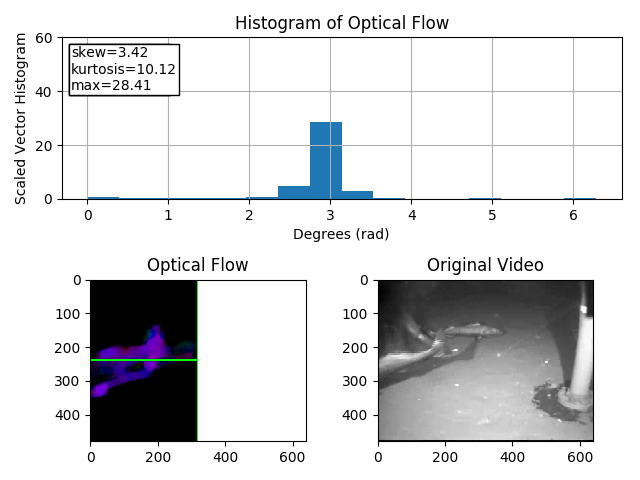 Histogram of Optical Flow
Scaled Vector Histogram
60
40
20
0
skew=3.42
kurtosis=10.12
max=28.41
0 1 2 3 4 5 6
Degrees (rad)
Optical Flow
0
100
200
300
400
0 200 400 600
Original Video
0
100
200
300
400
0 200 400 600